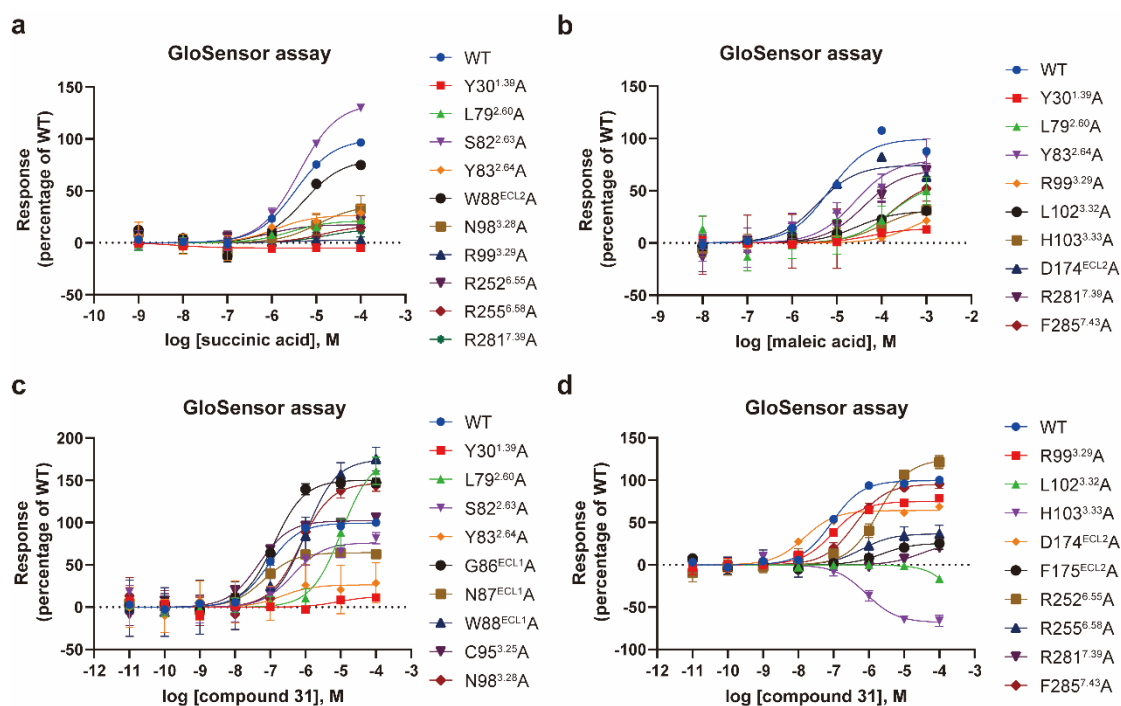 a
GloSensor assay
Response
(percentage of WT)
150
100
50
0
-50
-10 -9 -8 -7 -6 -5 -4 -3
log [succinic acid], M
WT
Y30^1.39A
L79^2.60A
S82^2.63A
Y83^2.64A
W88^ECL2A
N98^3.28A
R99^3.29A
R252^6.55A
R255^6.58A
R281^7.39A
b
GloSensor assay
Response
(percentage of WT)
150
100
50
0
-50
-9 -8 -7 -6 -5 -4 -3 -2
log [maleic acid], M
WT
Y30^1.39A
L79^2.60A
Y83^2.64A
R99^3.29A
L102^3.32A
H103^3.33A
D174^ECL2A
R281^7.39A
F285^7.43A
c
GloSensor assay
Response
(percentage of WT)
200
150
100
50
0
50
-12 -11 -10 -9 -8 -7 -6 -5 -4 -3
log [compound 31], M
WT
Y30^1.39A
L79^2.60A
S82^2.63A
Y83^2.64A
G86^ECL1A
N87^ECL1A
W88^ECL1A
C95^3.25A
N98^3.28A
d
GloSensor assay
Response
(percentage of WT)
150
100
50
0
-50
-100
-12 -11 -10 -9 -8 -7 -6 -5 -4 -3
log [compound 31], M
WT
R99^3.29A
L102^3.32A
H103^3.33A
D174^ECL2A
F175^ECL2A
R252^6.55A
R255^6.58A
R281^7.39A
F285^7.43A